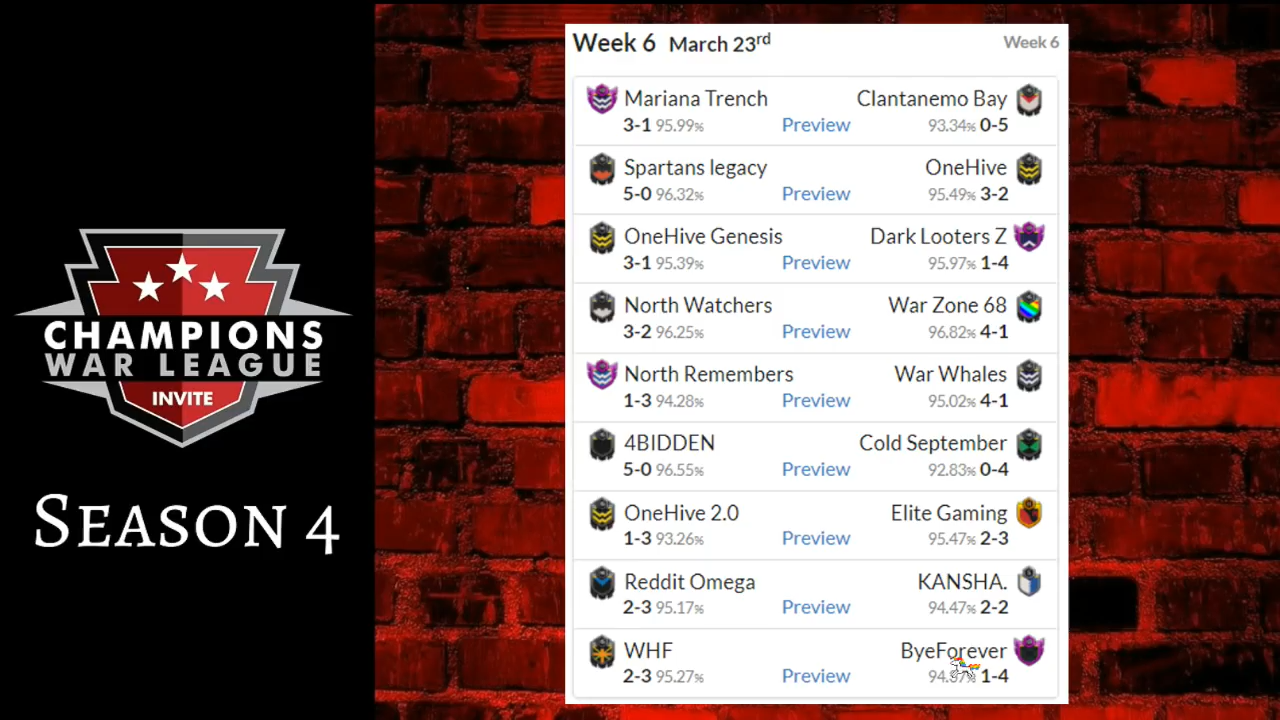 CHAMPIONS
WAR LEAGUE
INVITE
SEASON 4
Week 6 March 23rd Week 6
Mariana Trench Clantanemo Bay
3-1 95.99% Preview 93.34% 0-5
Spartans legacy OneHive
5-0 96.32% Preview 95.49% 3-2
OneHive Genesis Dark Looters Z
3-1 95.39% Preview 95.97% 1-4
North Watchers War Zone 68
3-2 96.25% Preview 96.82% 4-1
North Remembers War Whales
1-3 94.28% Preview 95.02% 4-1
4BIDDEN Cold September
5-0 96.55% Preview 92.83% 0-4
OneHive 2.0 Elite Gaming
1-3 93.26% Preview 95.47% 2-3
Reddit Omega KANSHA.
2-3 95.17% Preview 94.47% 2-2
WHF ByeForever
2-3 95.27% Preview 1-4